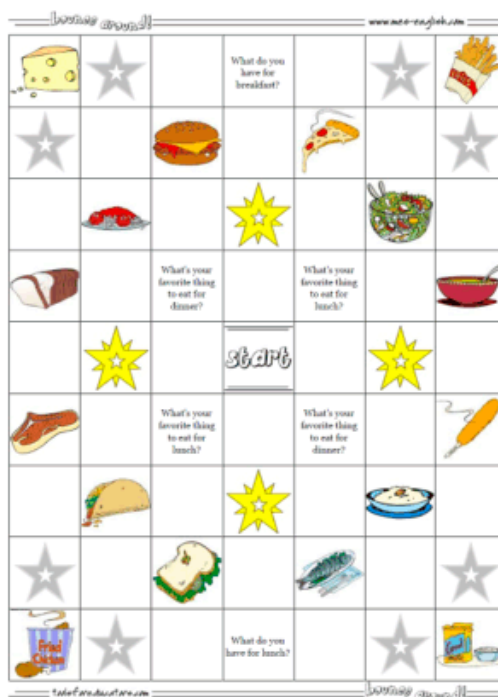 bounce around!
www.mes-english.com
What do you
have for
breakfast?
What's your
favorite thing
to eat for
dinner?
What's your
favorite thing
to eat for
lunch?
start
What's your
favorite thing
to eat for
lunch?
What's your
favorite thing
to eat for
dinner?
Fried
Chicken
What do you
have for lunch?
toolsforeducators.com
bounce around!